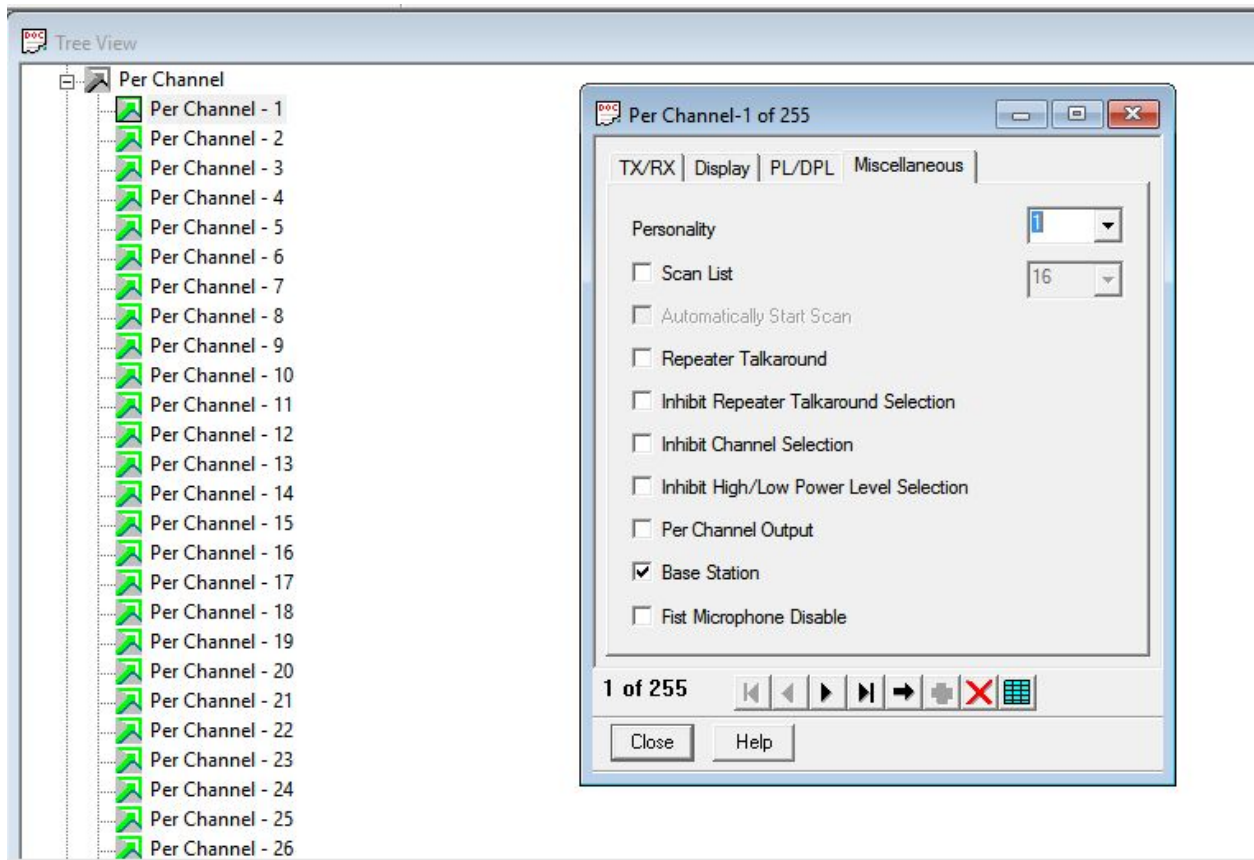 Tree View
Per Channel
Per Channel - 1
Per Channel - 2
Per Channel - 3
Per Channel - 4
Per Channel - 5
Per Channel - 6
Per Channel - 7
Per Channel - 8
Per Channel - 9
Per Channel - 10
Per Channel - 11
Per Channel - 12
Per Channel - 13
Per Channel - 14
Per Channel - 15
Per Channel - 16
Per Channel - 17
Per Channel - 18
Per Channel - 19
Per Channel - 20
Per Channel - 21
Per Channel - 22
Per Channel - 23
Per Channel - 24
Per Channel - 25
Per Channel - 26
Per Channel-1 of 255
TX/RX Display PL/DPL Miscellaneous
Personality 1
Scan List 16
Automatically Start Scan
Repeater Talkaround
Inhibit Repeater Talkaround Selection
Inhibit Channel Selection
Inhibit High/Low Power Level Selection
Per Channel Output
Base Station
Fist Microphone Disable
1 of 255
Close Help